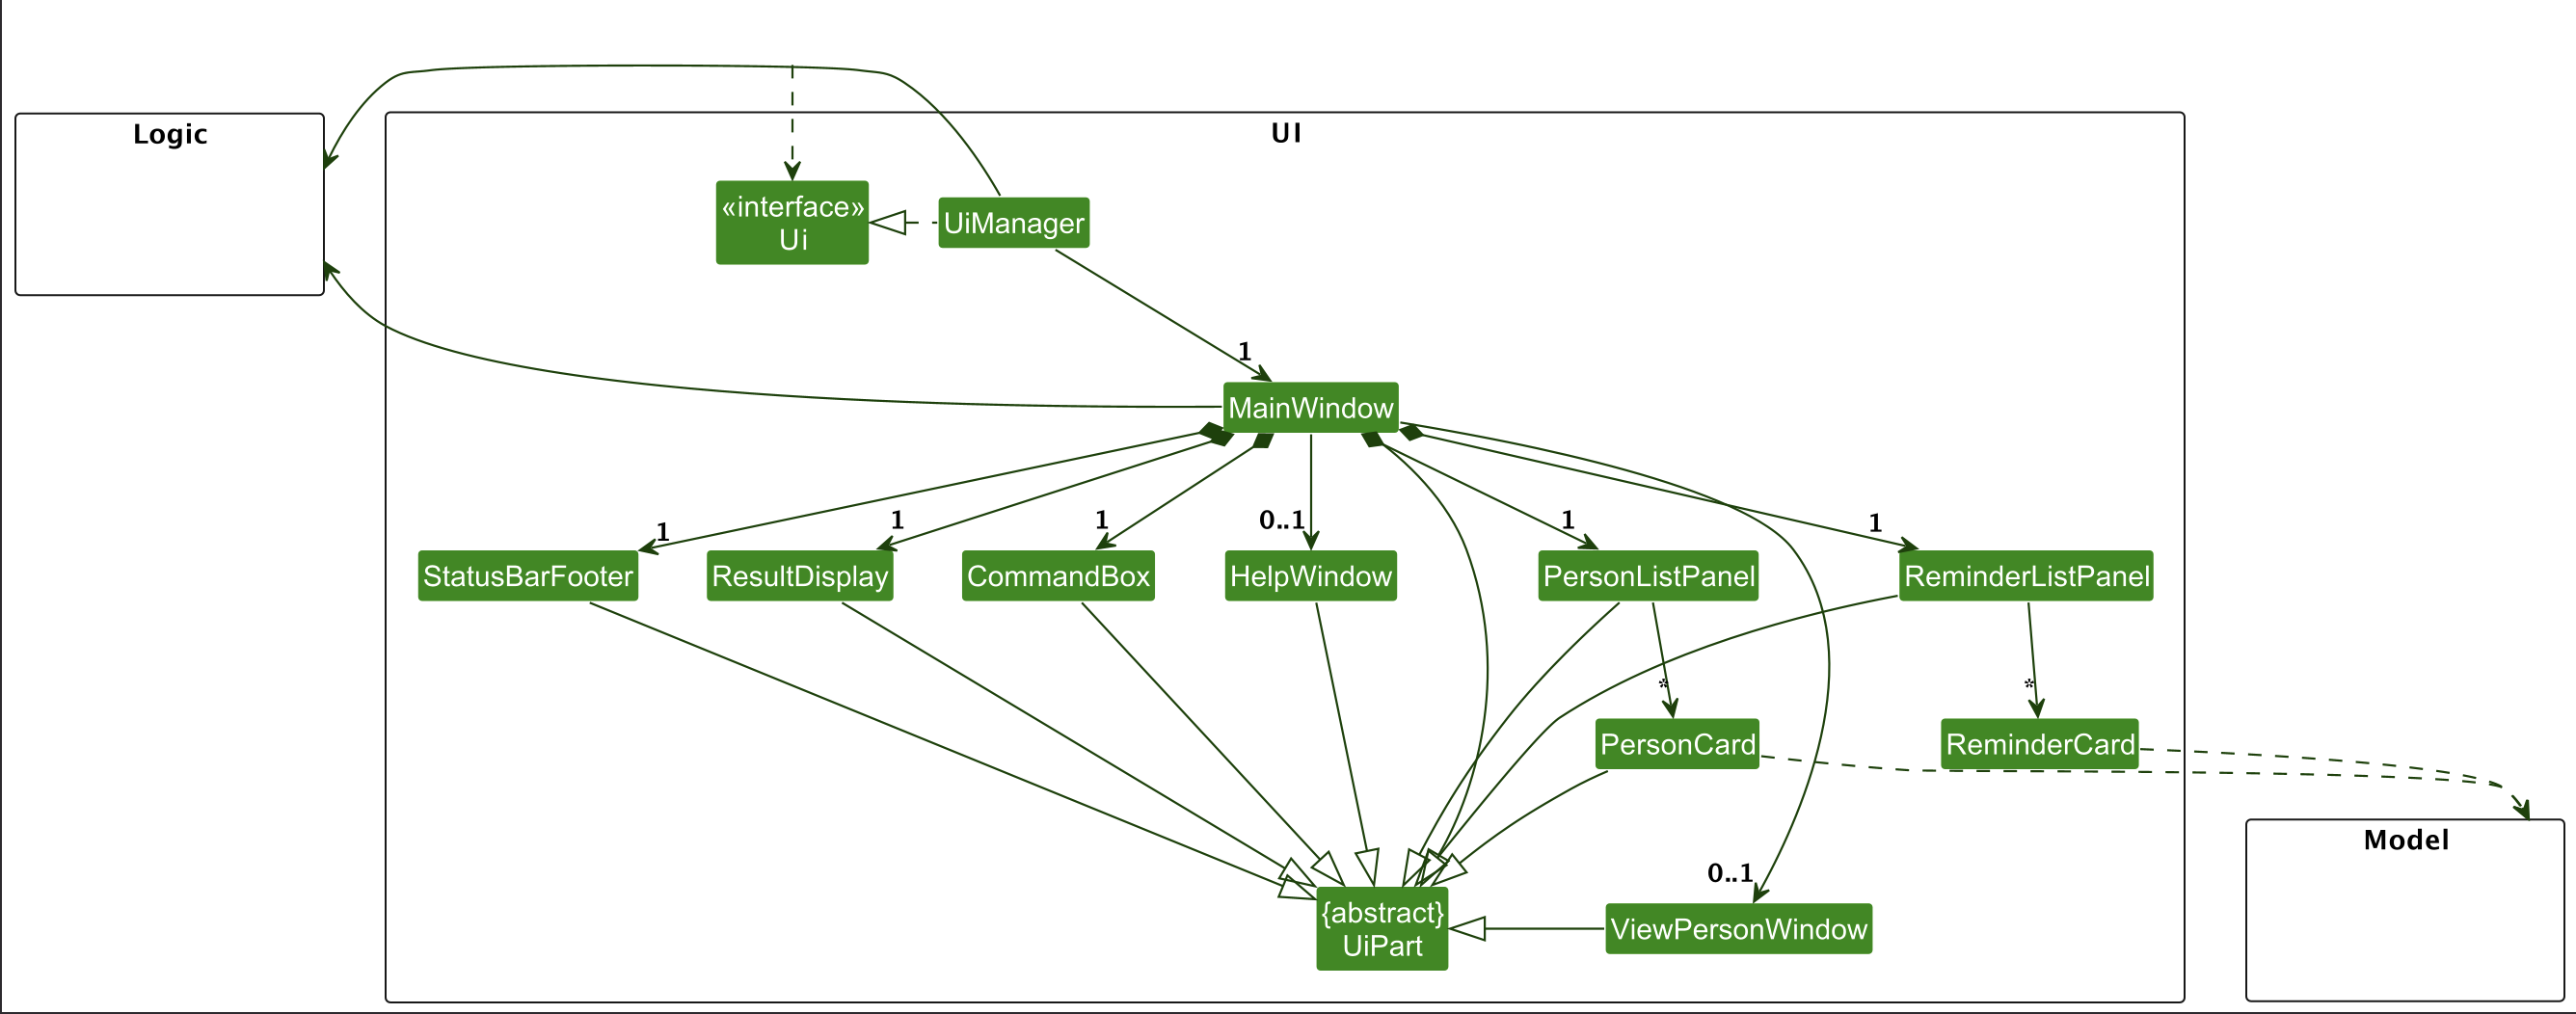 Logic
UI
«interface»
Ui
UiManager
1
MainWindow
1
1
1
0..1
1
1
StatusBarFooter
ResultDisplay
CommandBox
HelpWindow
PersonListPanel
ReminderListPanel
*
*
PersonCard
ReminderCard
Model
0..1
{abstract}
UiPart
ViewPersonWindow